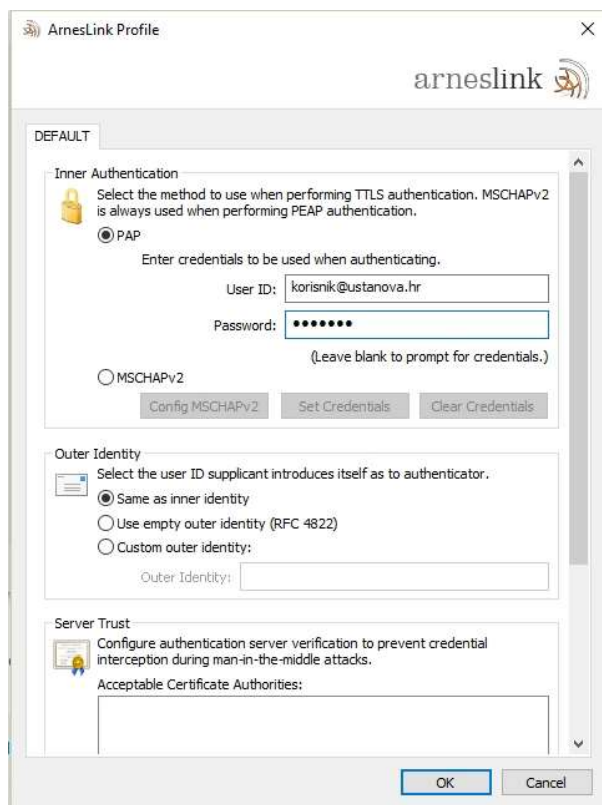 ArnesLink Profile
arneslink
DEFAULT
Inner Authentication
Select the method to use when performing TTLS authentication. MSCHAPv2
is always used when performing PEAP authentication.
PAP
Enter credentials to be used when authenticating.
User ID: korisnik@ustanova.hr
Password: •••••••
(Leave blank to prompt for credentials.)
MSCHAPv2
Config MSCHAPv2 Set Credentials Clear Credentials
Outer Identity
Select the user ID supplicant introduces itself as to authenticator.
Same as inner identity
Use empty outer identity (RFC 4822)
Custom outer identity:
Outer Identity:
Server Trust
Configure authentication server verification to prevent credential
interception during man-in-the-middle attacks.
Acceptable Certificate Authorities:
OK Cancel